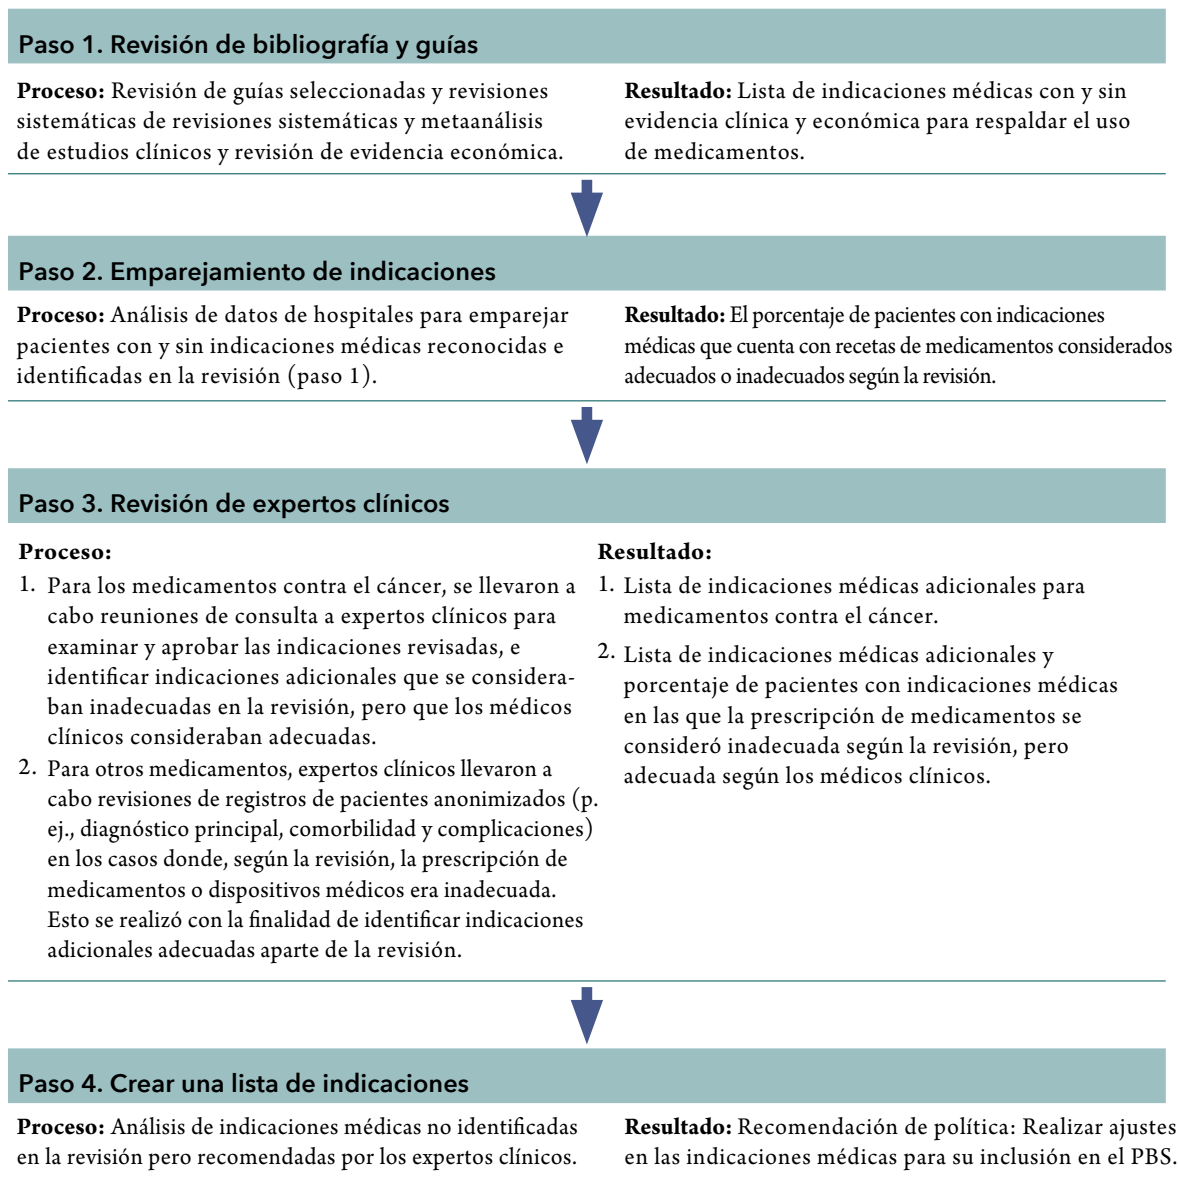 Paso 1. Revisión de bibliografía y guías
Proceso: Revisión de guías seleccionadas y revisiones
sistemáticas de revisiones sistemáticas y metaanálisis
de estudios clínicos y revisión de evidencia económica.
Resultado: Lista de indicaciones médicas con y sin
evidencia clínica y económica para respaldar el uso
de medicamentos.
Paso 2. Emparejamiento de indicaciones
Proceso: Análisis de datos de hospitales para emparejar
pacientes con y sin indicaciones médicas reconocidas e
identificadas en la revisión (paso 1).
Resultado: El porcentaje de pacientes con indicaciones
médicas que cuenta con recetas de medicamentos considerados
adecuados o inadecuados según la revisión.
Paso 3. Revisión de expertos clínicos
Proceso:
1. Para los medicamentos contra el cáncer, se llevaron a
cabo reuniones de consulta a expertos clínicos para
examinar y aprobar las indicaciones revisadas, e
identificar indicaciones adicionales que se considera-
ban inadecuadas en la revisión, pero que los médicos
clínicos consideraban adecuadas.
2. Para otros medicamentos, expertos clínicos llevaron a
cabo revisiones de registros de pacientes anonimizados (p.
ej., diagnóstico principal, comorbilidad y complicaciones)
en los casos donde, según la revisión, la prescripción de
medicamentos o dispositivos médicos era inadecuada.
Esto se realizó con la finalidad de identificar indicaciones
adicionales adecuadas aparte de la revisión.
Resultado:
1. Lista de indicaciones médicas adicionales para
medicamentos contra el cáncer.
2. Lista de indicaciones médicas adicionales y
porcentaje de pacientes con indicaciones médicas
en las que la prescripción de medicamentos se
consideró inadecuada según la revisión, pero
adecuada según los médicos clínicos.
Paso 4. Crear una lista de indicaciones
Proceso: Análisis de indicaciones médicas no identificadas
en la revisión pero recomendadas por los expertos clínicos.
Resultado: Recomendación de política: Realizar ajustes
en las indicaciones médicas para su inclusión en el PBS.